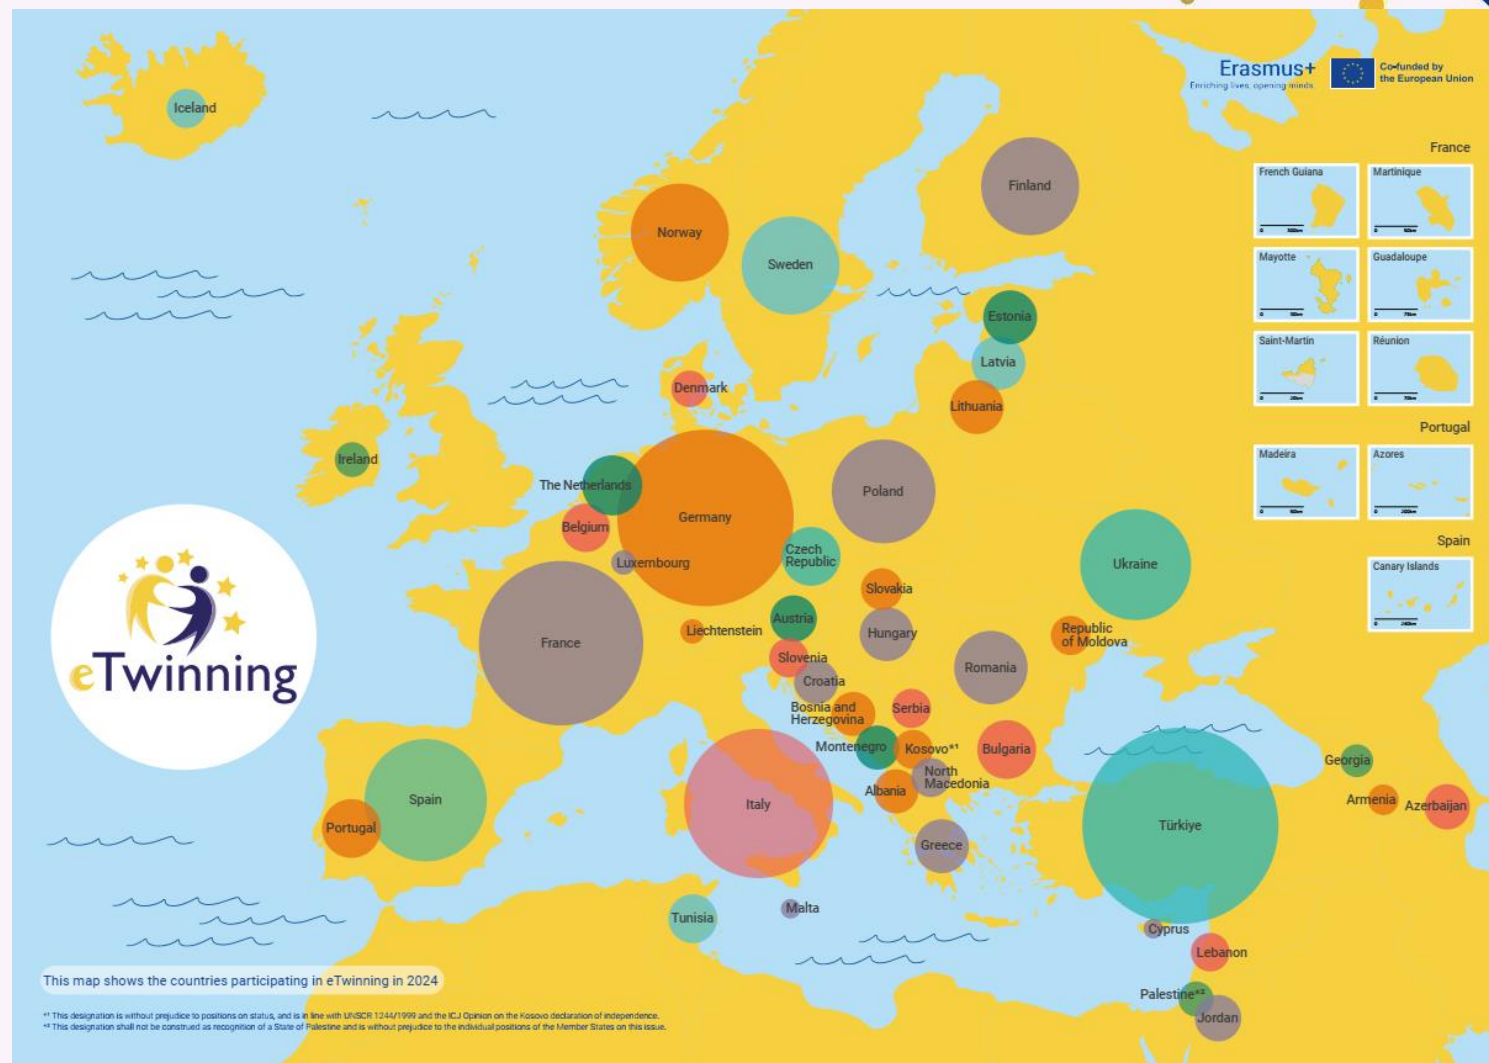 Erasmus+
Enriching lives, opening minds.
Co-funded by
the European Union
Iceland
Finland
Norway
Sweden
Estonia
Latvia
Denmark
Lithuania
Ireland
The Netherlands
Germany
Poland
Belgium
Czech
Republic
Luxembourg
Ukraine
Slovakia
Austria
Liechtenstein
Hungary
Republic
of Moldova
France
Slovenia
Croatia
Romania
Bosnia and
Herzegovina
Serbia
Montenegro
Kosovo*¹
Bulgaria
North
Macedonia
Albania
Georgia
Armenia
Azerbaijan
Spain
Portugal
Italy
Türkiye
Greece
Tunisia
Malta
Cyprus
Lebanon
Palestine*²
Jordan
eTwinning
France
French Guiana
Martinique
Mayotte
Guadaloupe
Saint-Martin
Réunion
Portugal
Madeira
Azores
Spain
Canary Islands
This map shows the countries participating in eTwinning in 2024
*¹ This designation is without prejudice to positions on status, and is in line with UNSCR 1244/1999 and the ICJ Opinion on the Kosovo declaration of independence.
*² This designation shall not be construed as recognition of a State of Palestine and is without prejudice to the individual positions of the Member States on this issue.